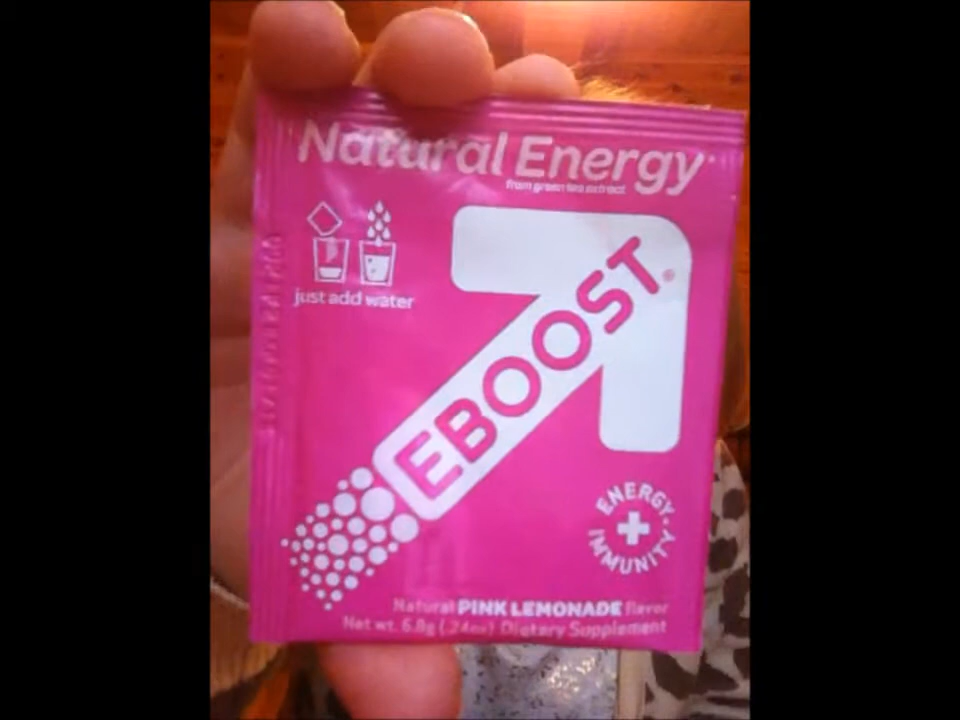 Natural Energy
from green tea extract
just add water
EBOOST®
ENERGY
IMMUNITY
Natural PINK LEMONADE flavor
Net wt. 6.8g (.24oz) Dietary Supplement